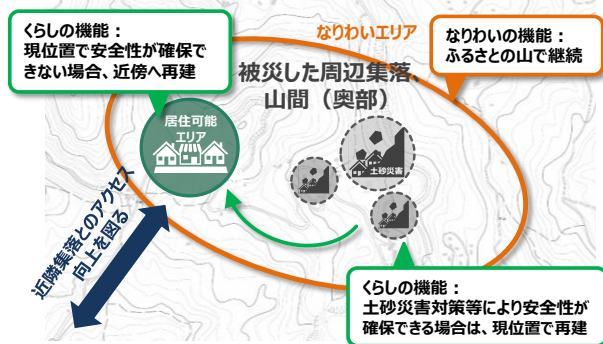 くらしの機能：
現位置で安全性が確保で
きない場合、近傍へ再建
なりわいエリア
なりわいの機能：
ふるさとの山で継続
被災した周辺集落、
山間（奥部）
居住可能
エリア
土砂災害
近隣集落とのアクセス
向上を図る
くらしの機能：
土砂災害対策等により安全性が
確保できる場合は、現位置で再建